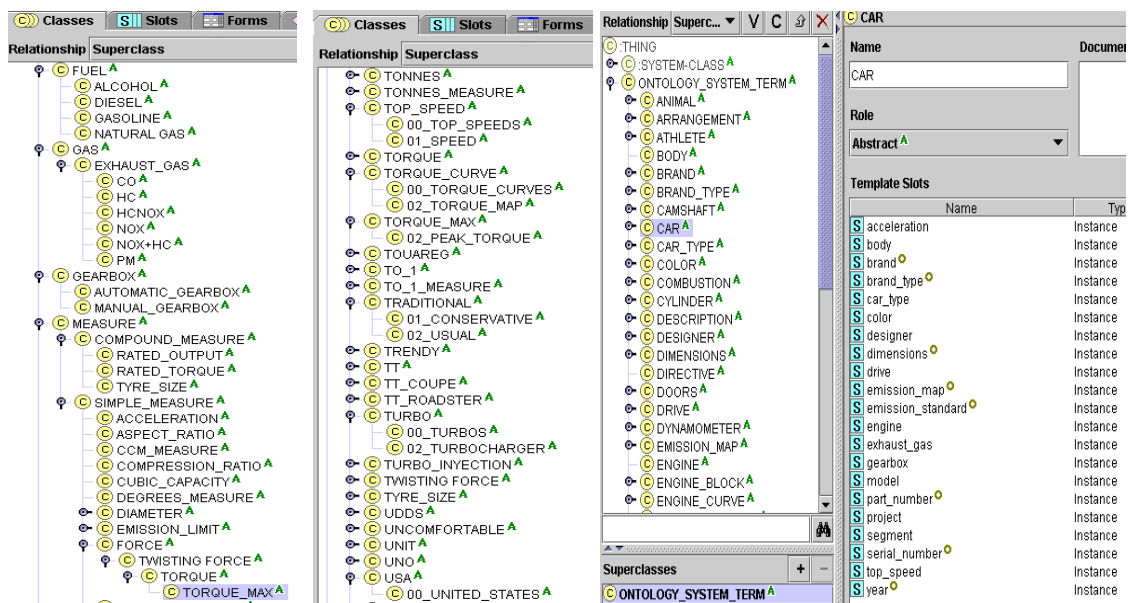 Classes Slots Forms
Relationship Superclass
FUEL A
ALCOHOL A
DIESEL A
GASOLINE A
NATURAL GAS A
GAS A
EXHAUST_GAS A
CO A
HC A
HCNOX A
NOX A
NOX+HC A
PM A
GEARBOX A
AUTOMATIC_GEARBOX A
MANUAL_GEARBOX A
MEASURE A
COMPOUND_MEASURE A
RATED_OUTPUT A
RATED_TORQUE A
TYRE_SIZE A
SIMPLE_MEASURE A
ACCELERATION A
ASPECT_RATIO A
CCM_MEASURE A
COMPRESSION_RATIO A
CUBIC_CAPACITY A
DEGREES_MEASURE A
DIAMETER A
EMISSION_LIMIT A
FORCE A
TWISTING FORCE A
TORQUE A
TORQUE_MAX A
Classes Slots Forms
Relationship Superclass
TONNES A
TONNES_MEASURE A
TOP_SPEED A
00_TOP_SPEEDS A
01_SPEED A
TORQUE A
TORQUE_CURVE A
00_TORQUE_CURVES A
02_TORQUE_MAP A
TORQUE_MAX A
02_PEAK_TORQUE A
TOUAREG A
TO_1 A
TO_1_MEASURE A
TRADITIONAL A
01_CONSERVATIVE A
02_USUAL A
TRENDY A
TT A
TT_COUPE A
TT_ROADSTER A
TURBO A
00_TURBOS A
02_TURBOCHARGER A
TURBO_INYECTION A
TWISTING FORCE A
TYRE_SIZE A
UDDS A
UNCOMFORTABLE A
UNIT A
UNO A
USA A
00_UNITED_STATES A
Relationship Superc... V C X
:THING
:SYSTEM-CLASS A
ONTOLOGY_SYSTEM_TERM A
ANIMAL A
ARRANGEMENT A
ATHLETE A
BODY A
BRAND A
BRAND_TYPE A
CAMSHAFT A
CAR A
CAR_TYPE A
COLOR A
COMBUSTION A
CYLINDER A
DESCRIPTION A
DESIGNER A
DIMENSIONS A
DIRECTIVE A
DOORS A
DRIVE A
DYNAMOMETER A
EMISSION_MAP A
ENGINE A
ENGINE_BLOCK A
ENGINE_CURVE A
Superclasses + −
ONTOLOGY_SYSTEM_TERM A
CAR
Name Documen
CAR
Role
Abstract A
Template Slots
Name Typ
acceleration Instance
body Instance
brand Instance
brand_type Instance
car_type Instance
color Instance
designer Instance
dimensions Instance
drive Instance
emission_map Instance
emission_standard Instance
engine Instance
exhaust_gas Instance
gearbox Instance
model Instance
part_number Instance
project Instance
segment Instance
serial_number Instance
top_speed Instance
year Instance